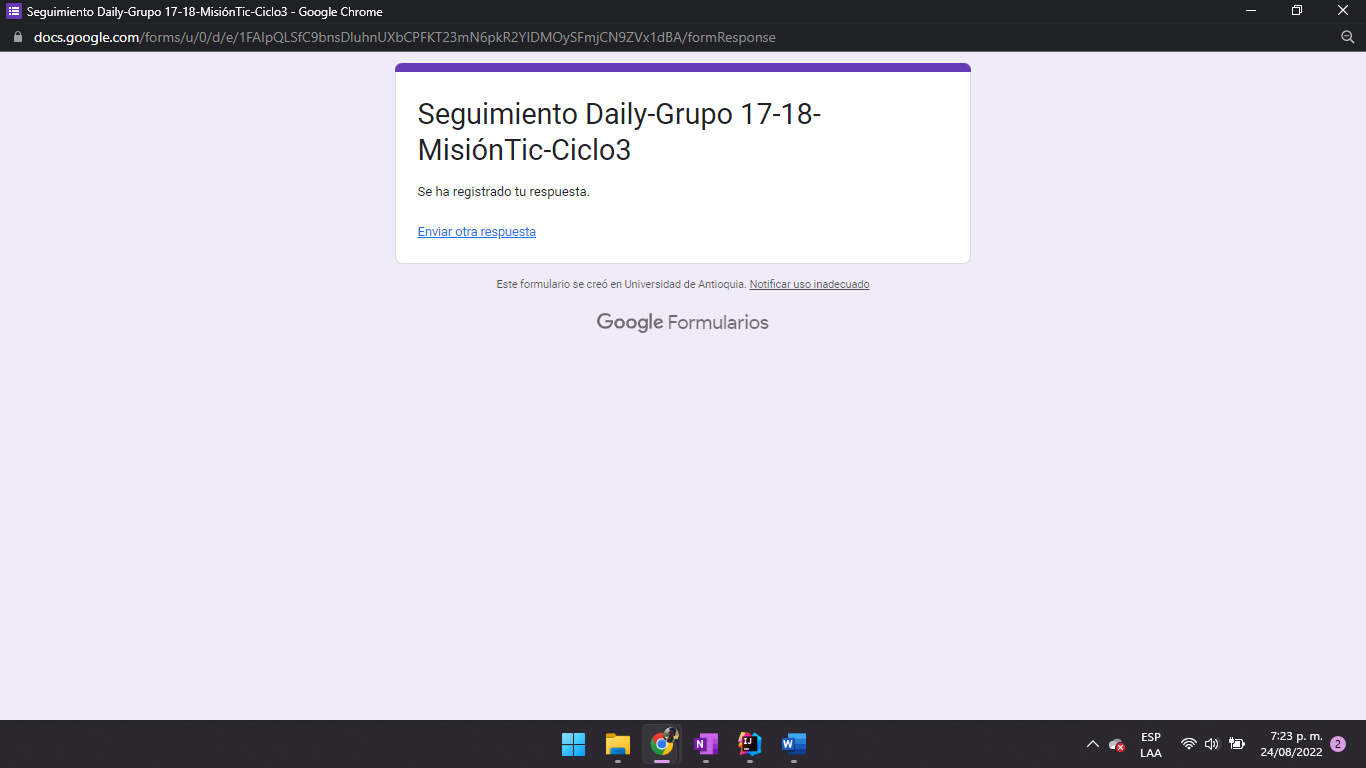 Seguimiento Daily-Grupo 17-18-MisiónTic-Ciclo3 - Google Chrome
docs.google.com/forms/u/0/d/e/1FAIpQLSfC9bnsDluhnUXbCPFKT23mN6pkR2YlDMOySFmjCN9ZVx1dBA/formResponse
Seguimiento Daily-Grupo 17-18-
MisiónTic-Ciclo3
Se ha registrado tu respuesta.
Enviar otra respuesta
Este formulario se creó en Universidad de Antioquia. Notificar uso inadecuado
Google Formularios
N
IJ
W
ESP
LAA
7:23 p. m.
24/08/2022
2